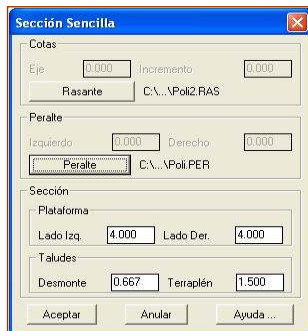 Sección Sencilla
Cotas
Eje 0.000 Incremento 0.000
Rasante C:\...\Poli2.RAS
Peralte
Izquierdo 0.000 Derecho 0.000
Peralte C:\...\Poli.PER
Sección
Plataforma
Lado Izq. 4.000 Lado Der. 4.000
Taludes
Desmonte 0.667 Terraplén 1.500
Aceptar Anular Ayuda ...